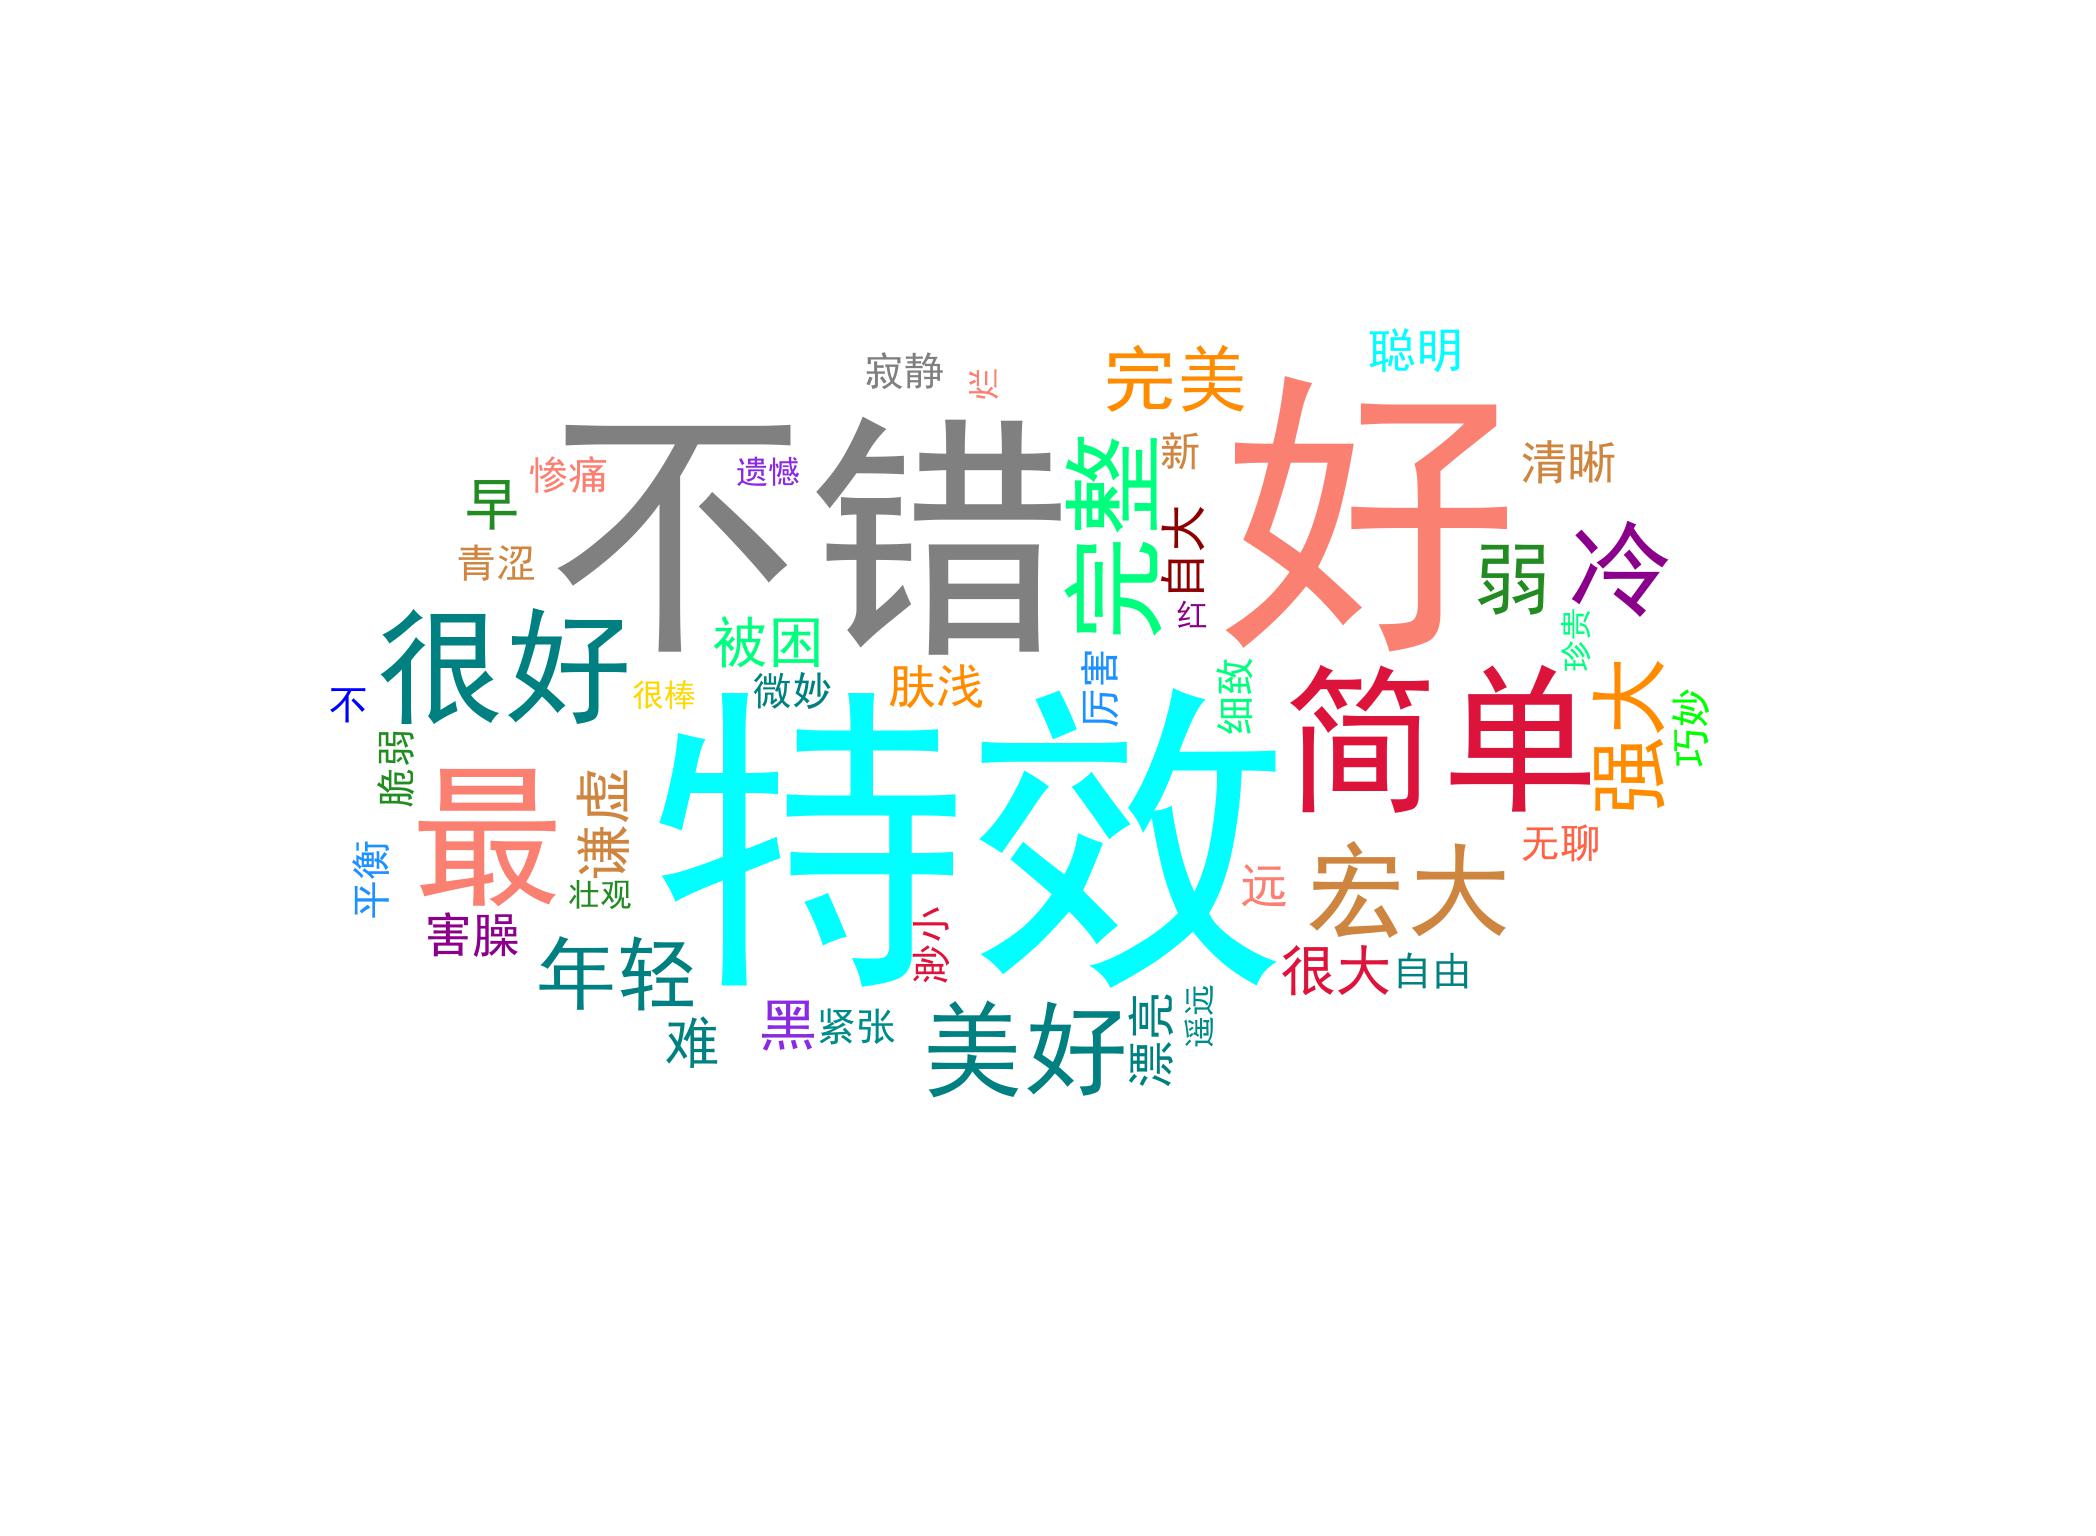 聪明
寂静
烂
完美
不错
好
完整
新
清晰
惨痛
遗憾
早
自大
青涩
弱
冷
红
很好
被困
珍贵
不
很棒
微妙
肤浅
厉害
细致
简单
强大
巧妙
脆弱
特效
最
谦虚
平衡
壮观
无聊
远
宏大
害臊
渺小
年轻
很大
自由
难
黑
紧张
美好
漂亮
遥远